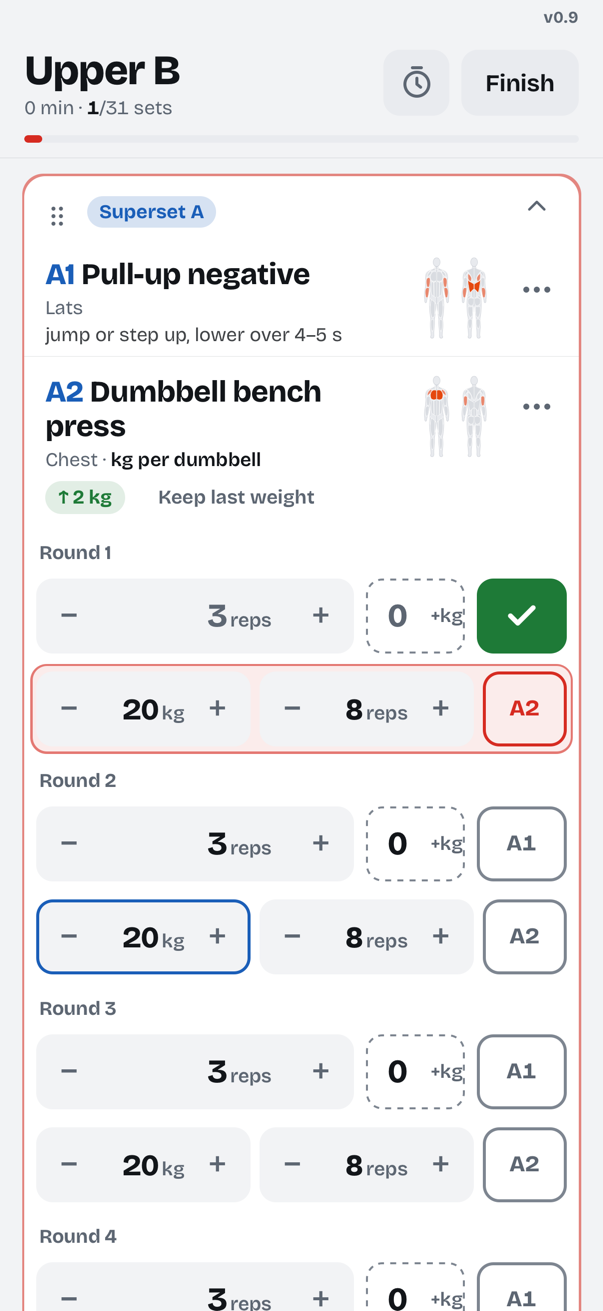 v0.9
Upper B
0 min · 1/31 sets
Finish
Superset A
A1 Pull-up negative
Lats
jump or step up, lower over 4–5 s
A2 Dumbbell bench
press
Chest · kg per dumbbell
↑ 2 kg Keep last weight
Round 1
− 3 reps + 0 +kg
− 20 kg + − 8 reps + A2
Round 2
− 3 reps + 0 +kg A1
− 20 kg + − 8 reps + A2
Round 3
− 3 reps + 0 +kg A1
− 20 kg + − 8 reps + A2
Round 4
− 3 reps + 0 +kg A1